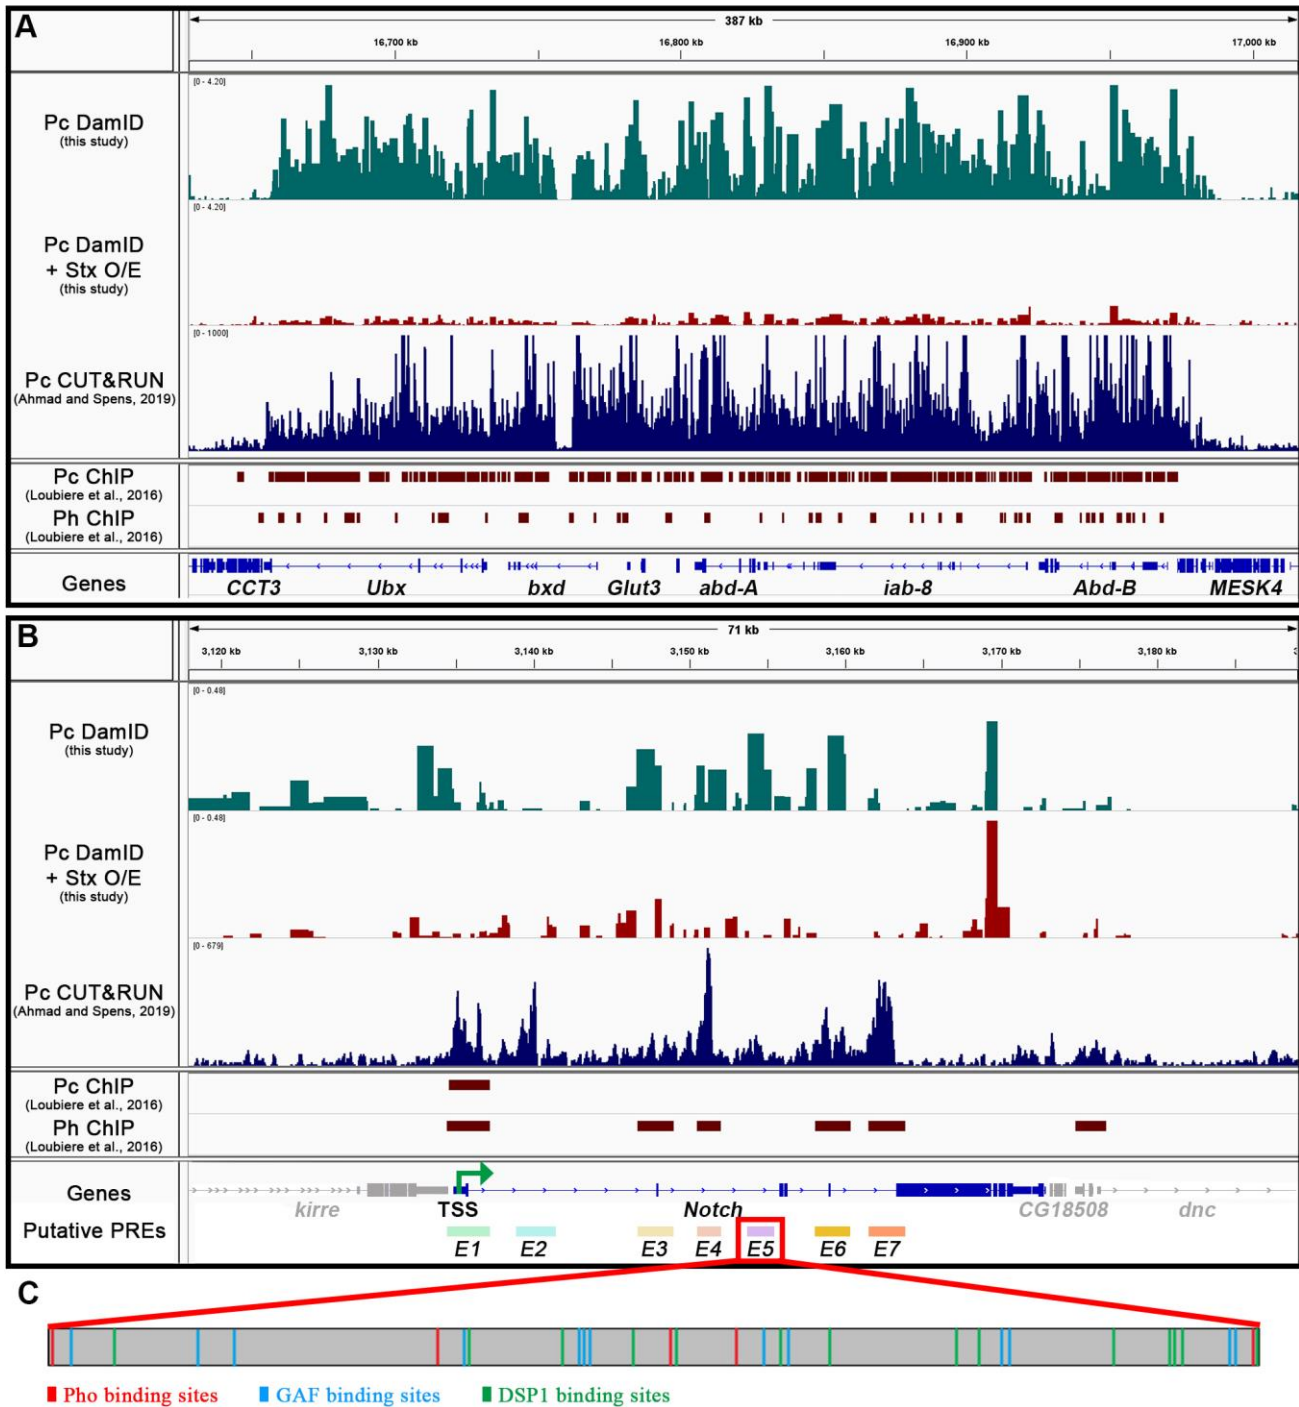 A
387 kb
16,700 kb 16,800 kb 16,900 kb 17,000 kb
[0 - 4.20]
Pc DamID
(this study)
[0 - 4.20]
Pc DamID
+ Stx O/E
(this study)
[0 - 1000]
Pc CUT&RUN
(Ahmad and Spens, 2019)
Pc ChIP
(Loubiere et al., 2016)
Ph ChIP
(Loubiere et al., 2016)
Genes
CCT3 Ubx bxd Glut3 abd-A iab-8 Abd-B MESK4
B
71 kb
3,120 kb 3,130 kb 3,140 kb 3,150 kb 3,160 kb 3,170 kb 3,180 kb
[0 - 0.48]
Pc DamID
(this study)
[0 - 0.48]
Pc DamID
+ Stx O/E
(this study)
[0 - 679]
Pc CUT&RUN
(Ahmad and Spens, 2019)
Pc ChIP
(Loubiere et al., 2016)
Ph ChIP
(Loubiere et al., 2016)
Genes
kirre TSS Notch CG18508 dnc
Putative PREs
E1 E2 E3 E4 E5 E6 E7
C
Pho binding sites GAF binding sites DSP1 binding sites